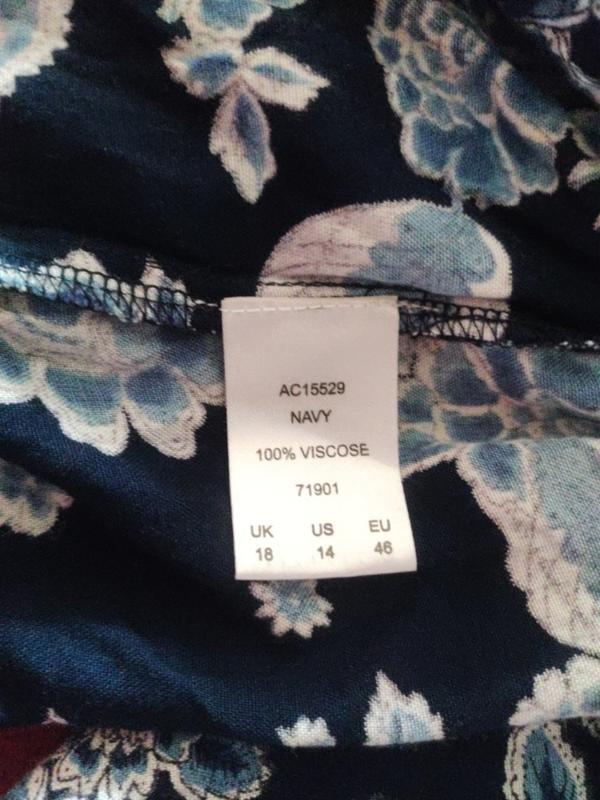 AC15529
NAVY
100% VISCOSE
71901
UK US EU
18 14 46